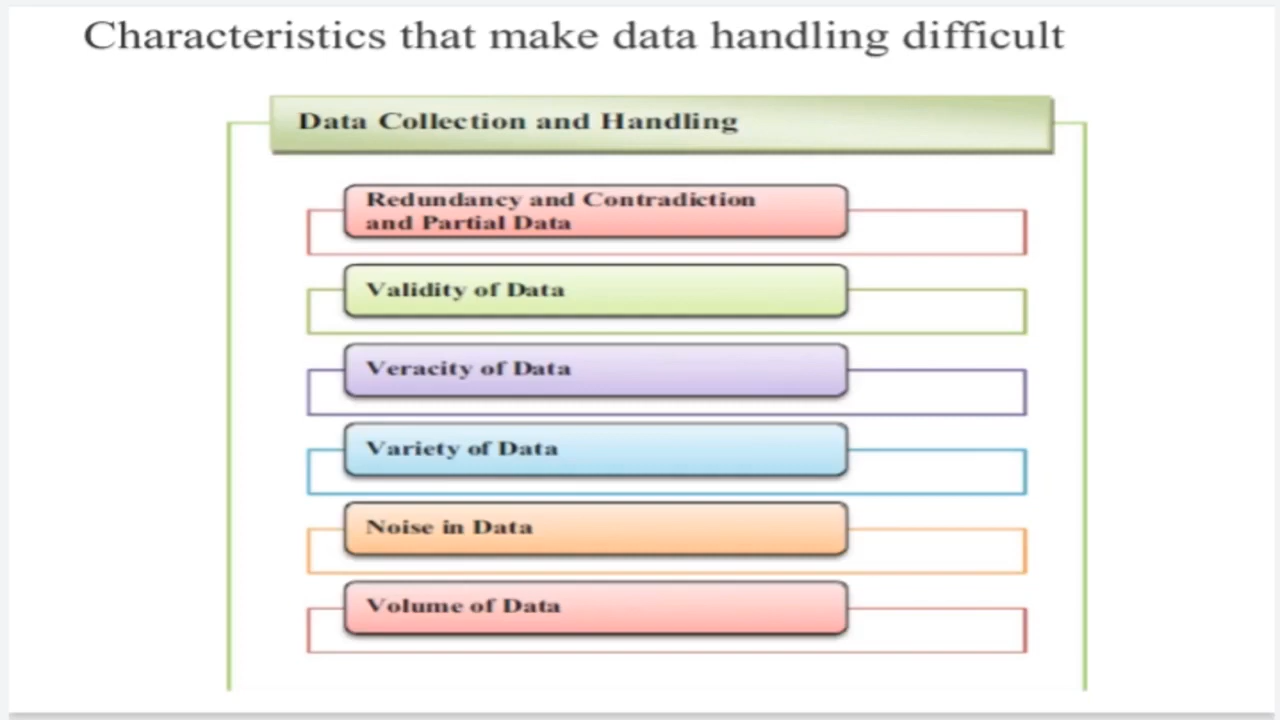 Characteristics that make data handling difficult
Data Collection and Handling
Redundancy and Contradiction
and Partial Data
Validity of Data
Veracity of Data
Variety of Data
Noise in Data
Volume of Data